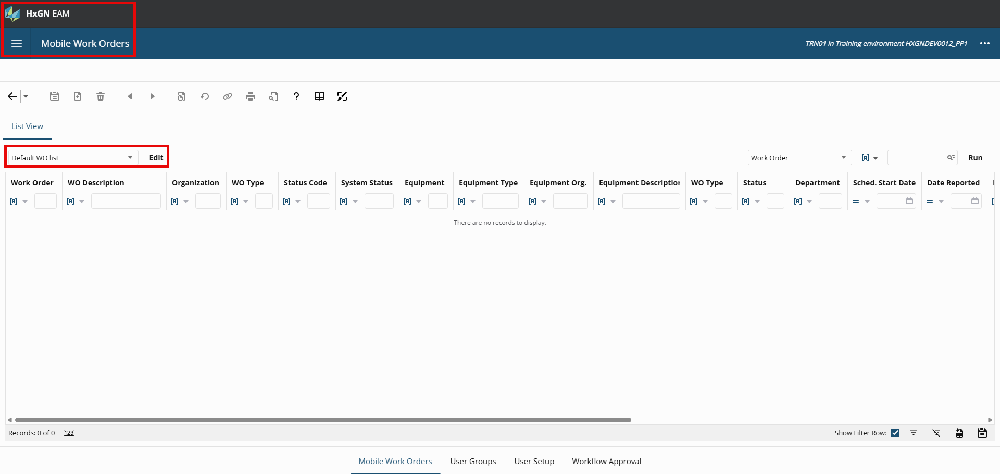 HxGN EAM
Mobile Work Orders
TRN01 in Training environment HXGNDEV0012_PP1
List View
Default WO list
Edit
Work Order
Run
Work Order WO Description Organization WO Type Status Code System Status Equipment Equipment Type Equipment Org. Equipment Description WO Type Status Department Sched. Start Date Date Reported
There are no records to display.
Records: 0 of 0
123
Show Filter Row:
Mobile Work Orders User Groups User Setup Workflow Approval